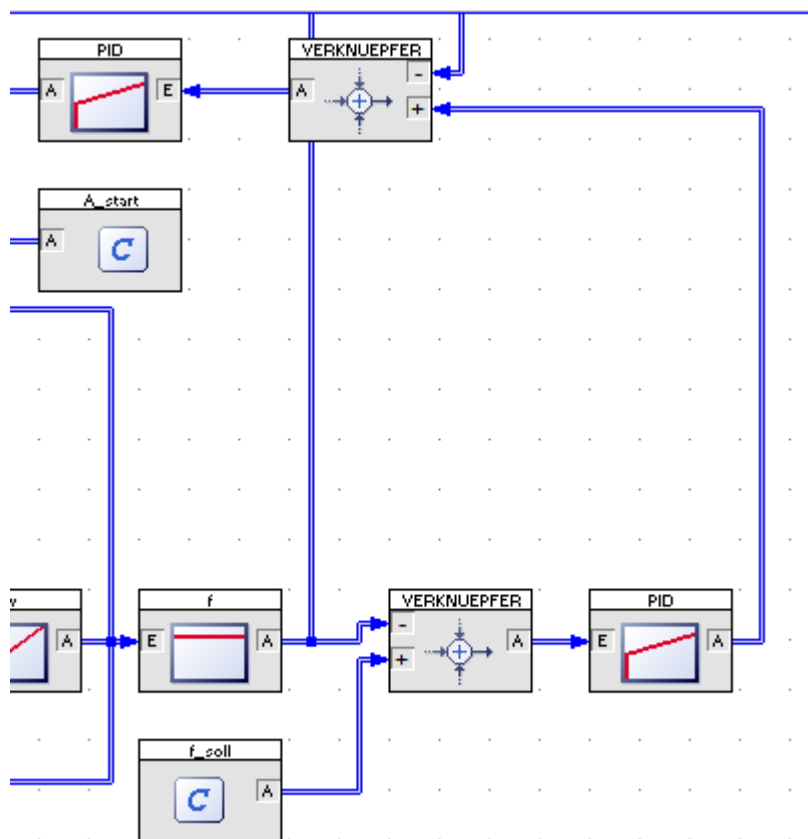 PID
VERKNUEPFER
A
E
A
-
+
A_start
A
C
f
VERKNUEPFER
PID
A
E
A
-
+
A
E
A
f_soll
A
C